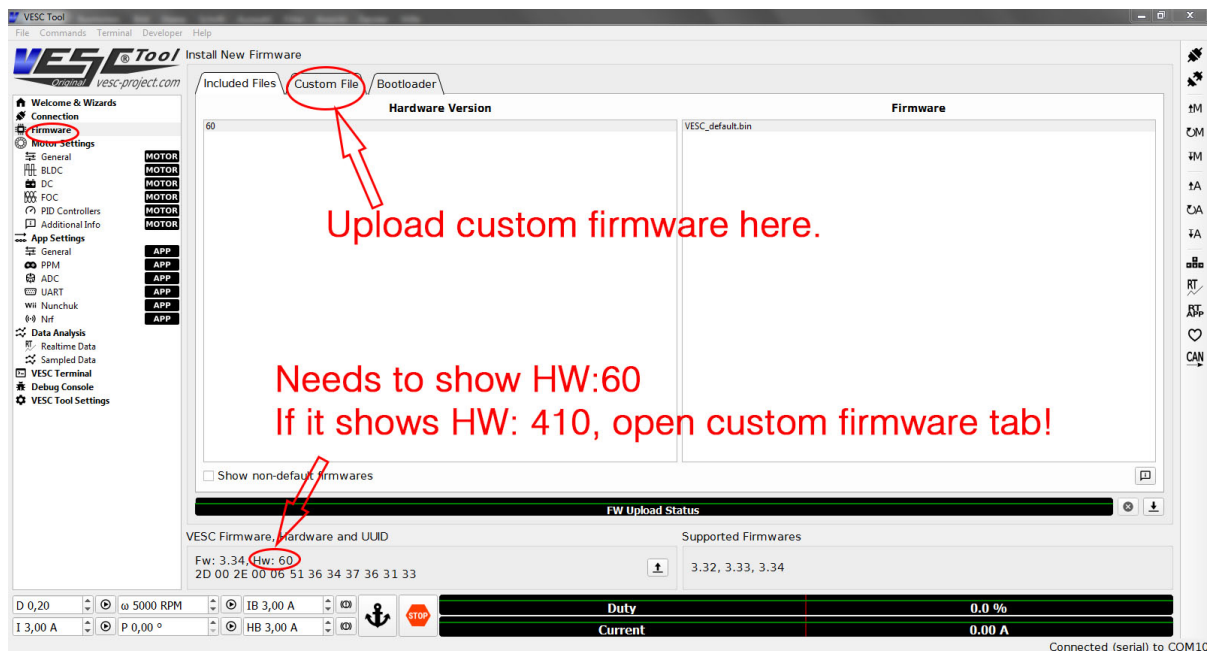 VESC Tool
File Commands Terminal Developer Help
VESC Tool ®
Original vesc-project.com
Install New Firmware
Included Files Custom File Bootloader
Hardware Version Firmware
60 VESC_default.bin
Welcome & Wizards
Connection
Firmware
Motor Settings
General MOTOR
BLDC MOTOR
DC MOTOR
FOC MOTOR
PID Controllers MOTOR
Additional Info MOTOR
App Settings
General APP
PPM APP
ADC APP
UART APP
Wii Nunchuk APP
Nrf APP
Data Analysis
RT Realtime Data
Sampled Data
VESC Terminal
Debug Console
VESC Tool Settings
Upload custom firmware here.
Needs to show HW:60
If it shows HW: 410, open custom firmware tab!
Show non-default firmwares
FW Upload Status
VESC Firmware, Hardware and UUID
Fw: 3.34, Hw: 60
2D 00 2E 00 06 51 36 34 37 36 31 33
Supported Firmwares
3.32, 3.33, 3.34
D 0,20 ω 5000 RPM IB 3,00 A
I 3,00 A P 0,00 º HB 3,00 A
STOP
Duty 0.0 %
Current 0.00 A
Connected (serial) to COM10
M
M
M
A
A
A
RT
RT
APP
CAN